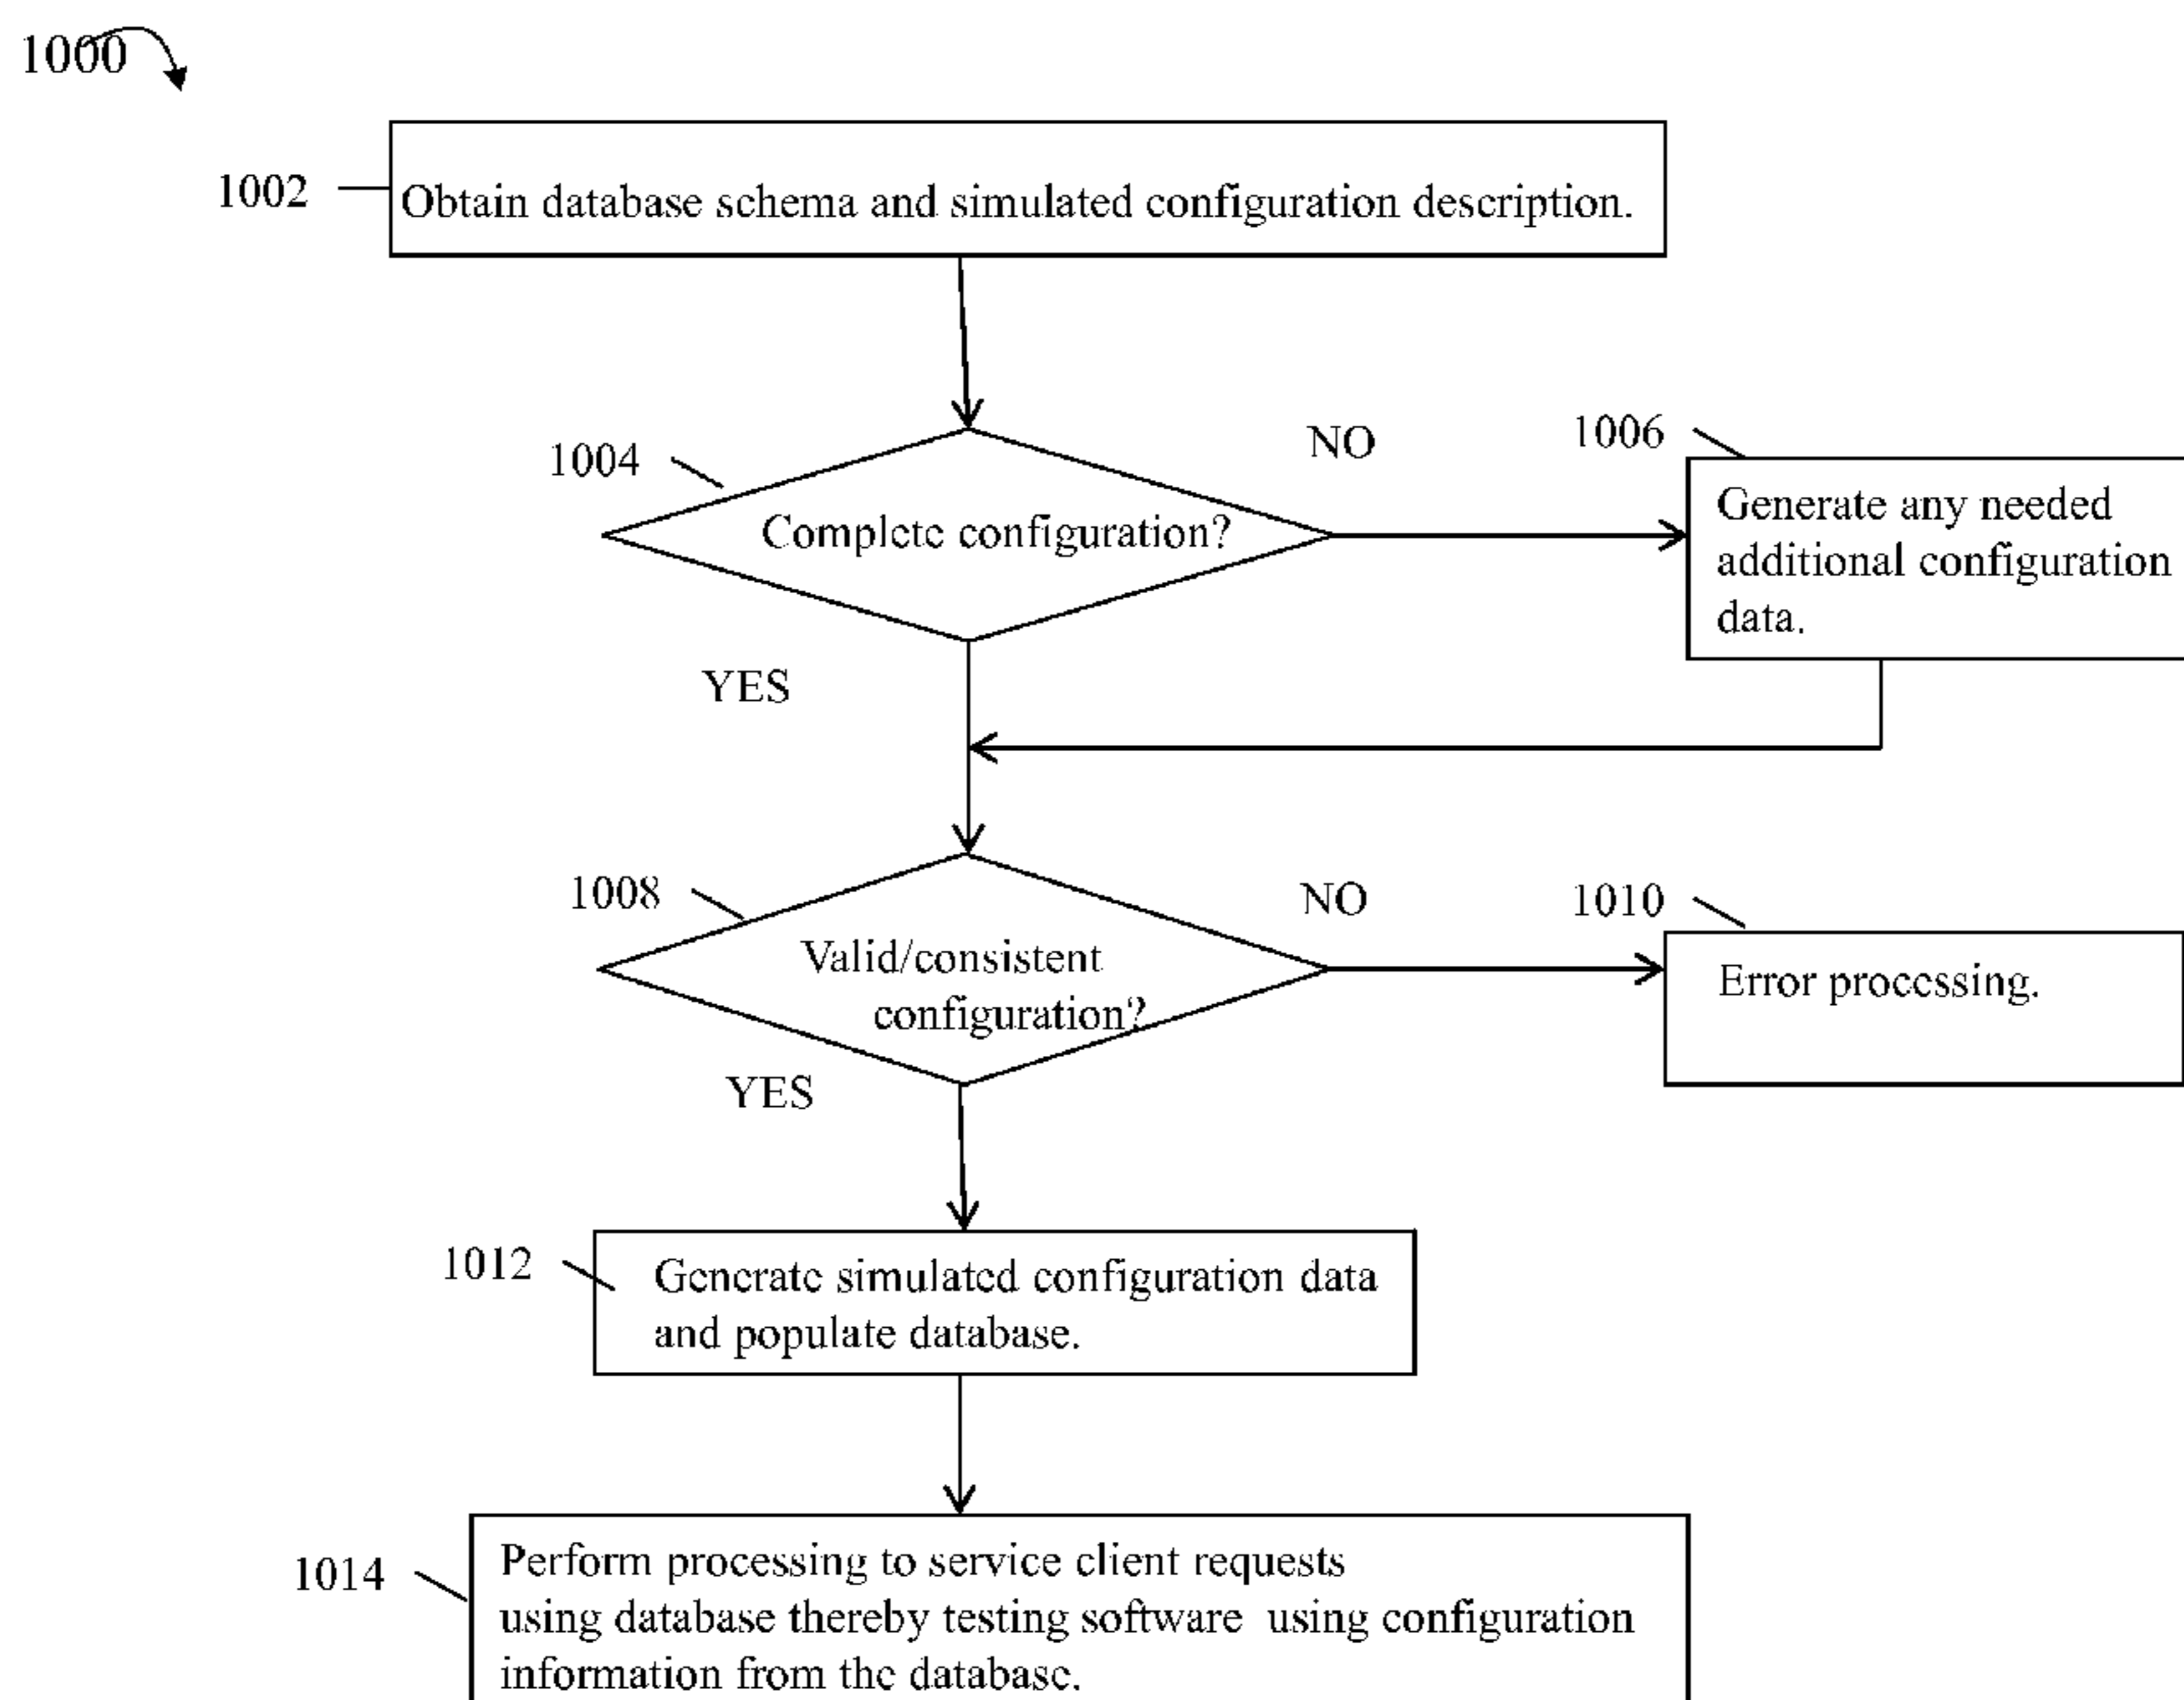 1000
1002
Obtain database schema and simulated configuration description.
1004
Complete configuration?
NO
1006
Generate any needed
additional configuration
data.
YES
1008
Valid/consistent
configuration?
NO
1010
Error processing.
YES
1012
Generate simulated configuration data
and populate database.
1014
Perform processing to service client requests
using database thereby testing software using configuration
information from the database.